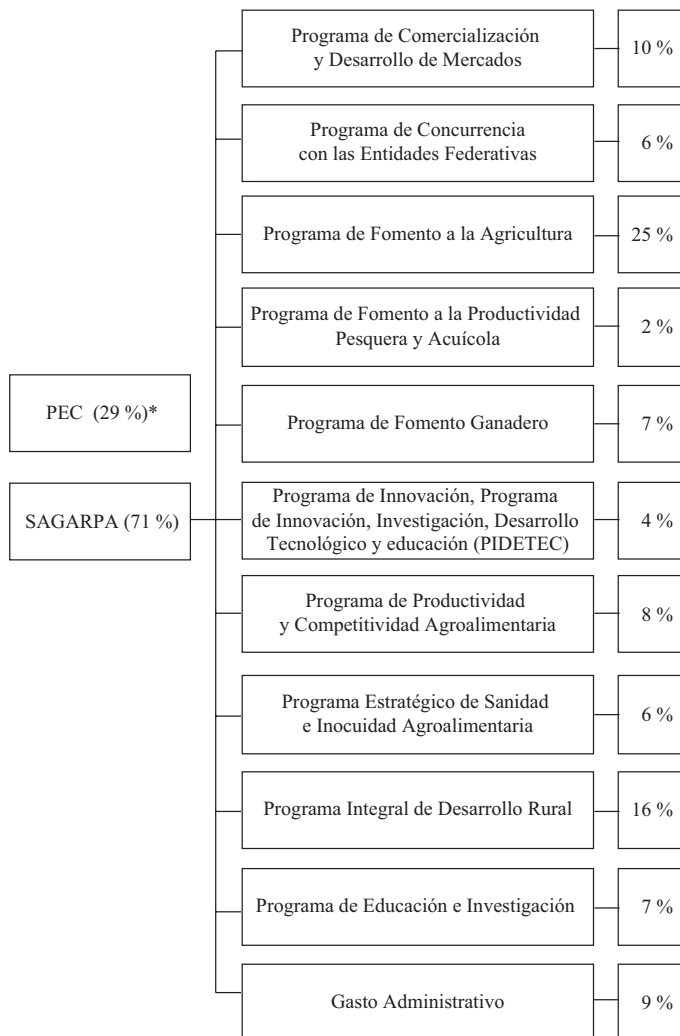 Programa de Comercialización
y Desarrollo de Mercados
10 %
Programa de Concurrencia
con las Entidades Federativas
6 %
Programa de Fomento a la Agricultura
25 %
Programa de Fomento a la Productividad
Pesquera y Acuícola
2 %
PEC (29 %)*
Programa de Fomento Ganadero
7 %
SAGARPA (71 %)
Programa de Innovación, Programa
de Innovación, Investigación, Desarrollo
Tecnológico y educación (PIDETEC)
4 %
Programa de Productividad
y Competitividad Agroalimentaria
8 %
Programa Estratégico de Sanidad
e Inocuidad Agroalimentaria
6 %
Programa Integral de Desarrollo Rural
16 %
Programa de Educación e Investigación
7 %
Gasto Administrativo
9 %